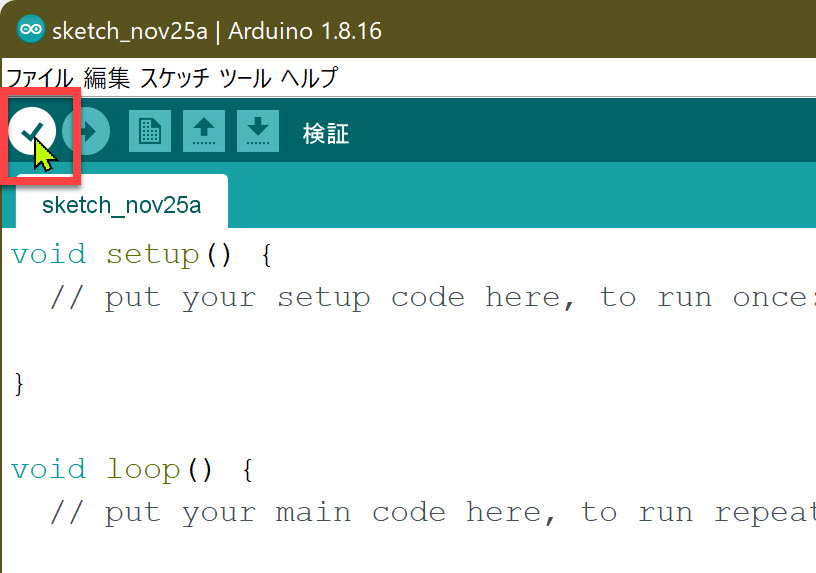 sketch_nov25a | Arduino 1.8.16
ファイル 編集 スケッチ ツール ヘルプ
検証
sketch_nov25a
void setup() {
// put your setup code here, to run once:
}
void loop() {
// put your main code here, to run repeat